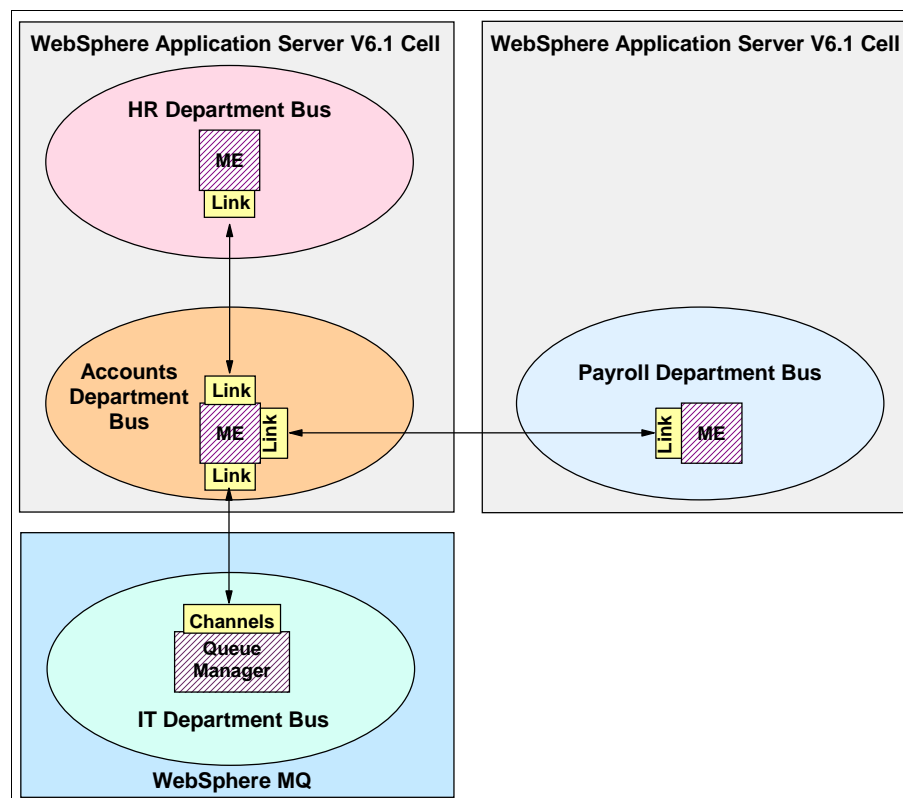 WebSphere Application Server V6.1 Cell
HR Department Bus
ME
Link
Accounts
Department
Bus
Link
ME
Link
Link
WebSphere Application Server V6.1 Cell
Payroll Department Bus
Link
ME
Channels
Queue
Manager
IT Department Bus
WebSphere MQ